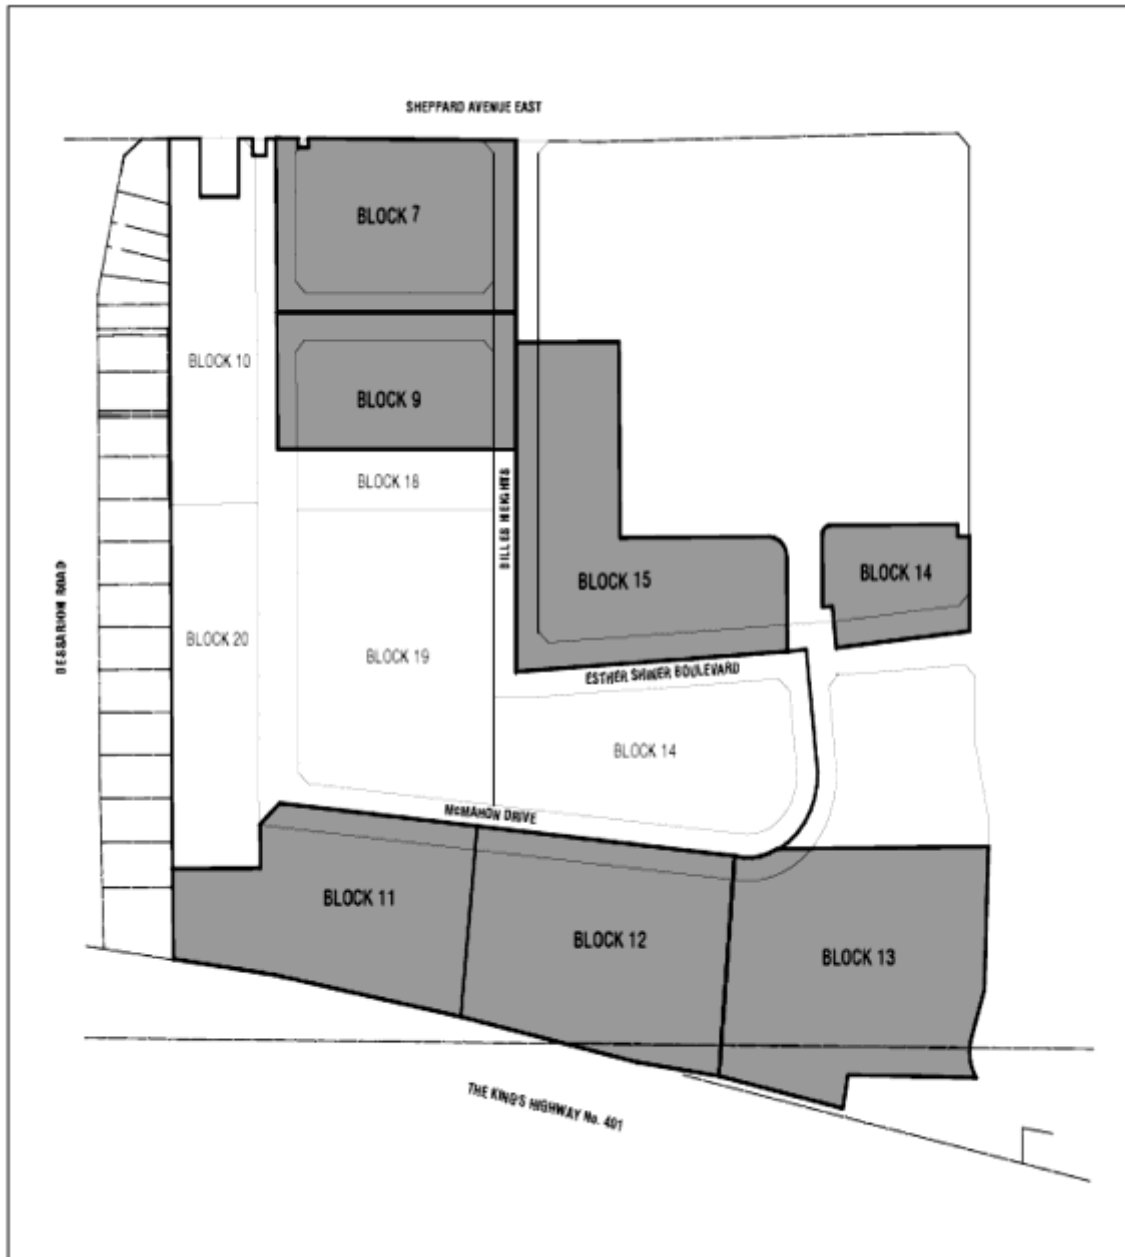 SHEPPARD AVENUE EAST
BLOCK 7
BLOCK 10
BLOCK 9
BLOCK 18
BILLES HEIGHTS
BLOCK 15
BLOCK 14
BESSARION ROAD
BLOCK 20
BLOCK 19
ESTHER SHINER BOULEVARD
BLOCK 14
McMAHON DRIVE
BLOCK 11
BLOCK 12
BLOCK 13
THE KING'S HIGHWAY No. 401